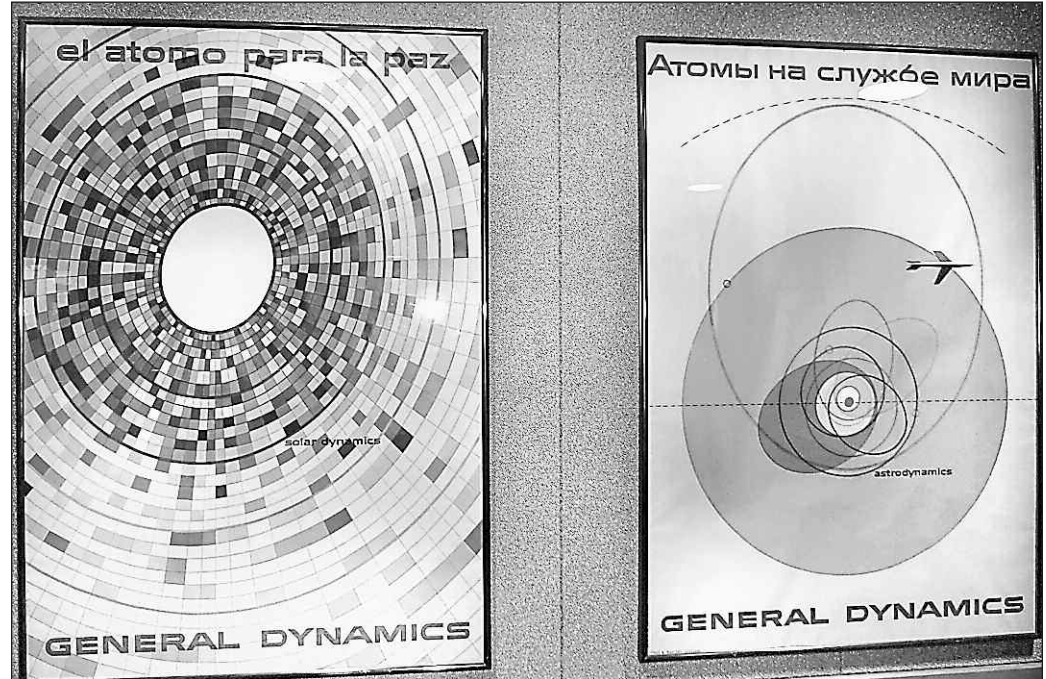 el atomo para la paz
solar dynamics
GENERAL DYNAMICS
Атомы на службе мира
astrodynamics
GENERAL DYNAMICS